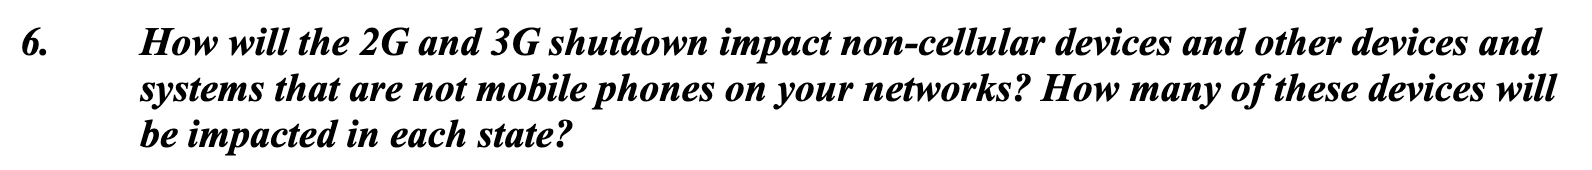 6. How will the 2G and 3G shutdown impact non-cellular devices and other devices and
systems that are not mobile phones on your networks? How many of these devices will
be impacted in each state?